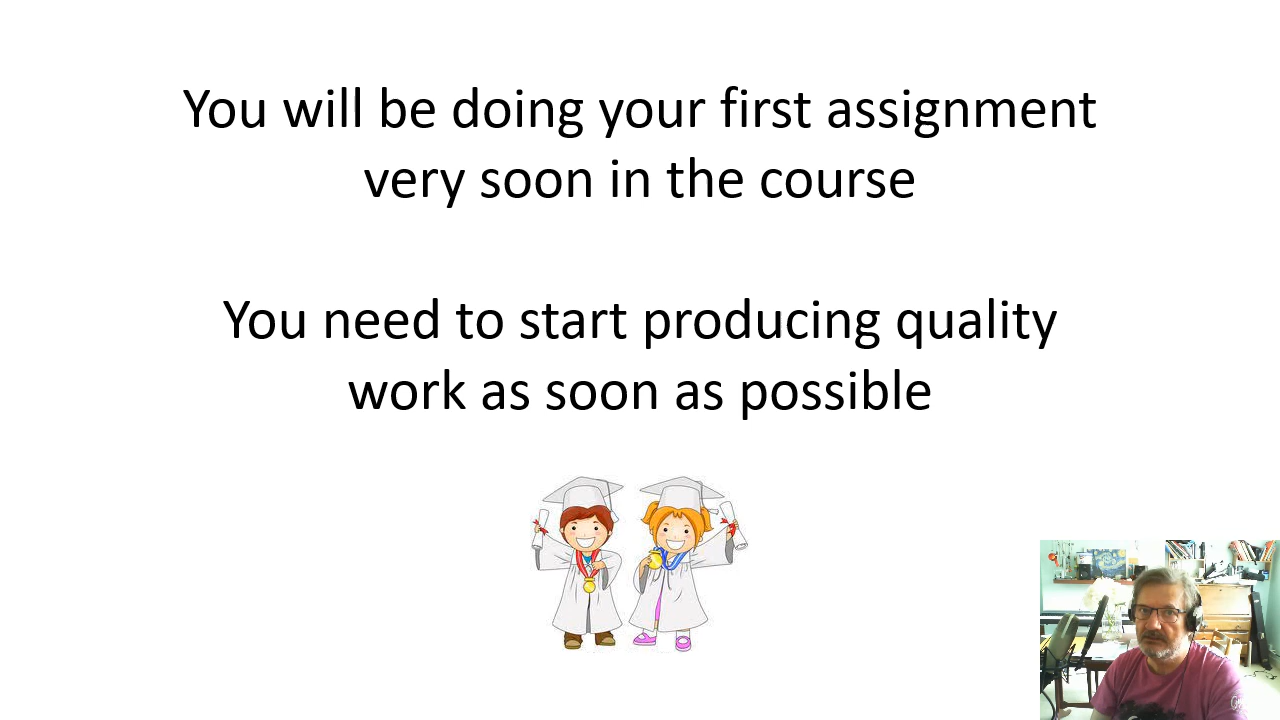 You will be doing your first assignment
very soon in the course
You need to start producing quality
work as soon as possible